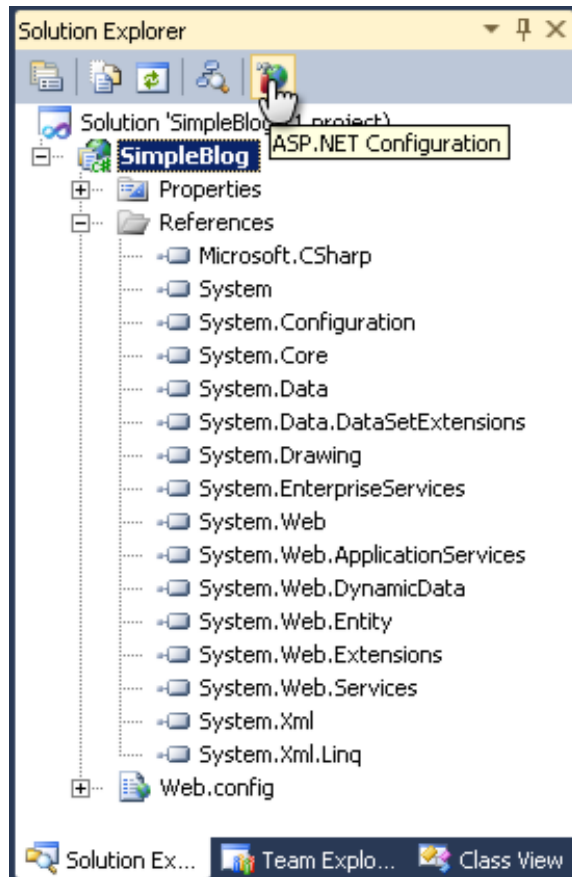 Solution Explorer
Solution 'SimpleBlog' (1 project)
ASP.NET Configuration
SimpleBlog
Properties
References
Microsoft.CSharp
System
System.Configuration
System.Core
System.Data
System.Data.DataSetExtensions
System.Drawing
System.EnterpriseServices
System.Web
System.Web.ApplicationServices
System.Web.DynamicData
System.Web.Entity
System.Web.Extensions
System.Web.Services
System.Xml
System.Xml.Linq
Web.config
Solution Ex... Team Explo... Class View